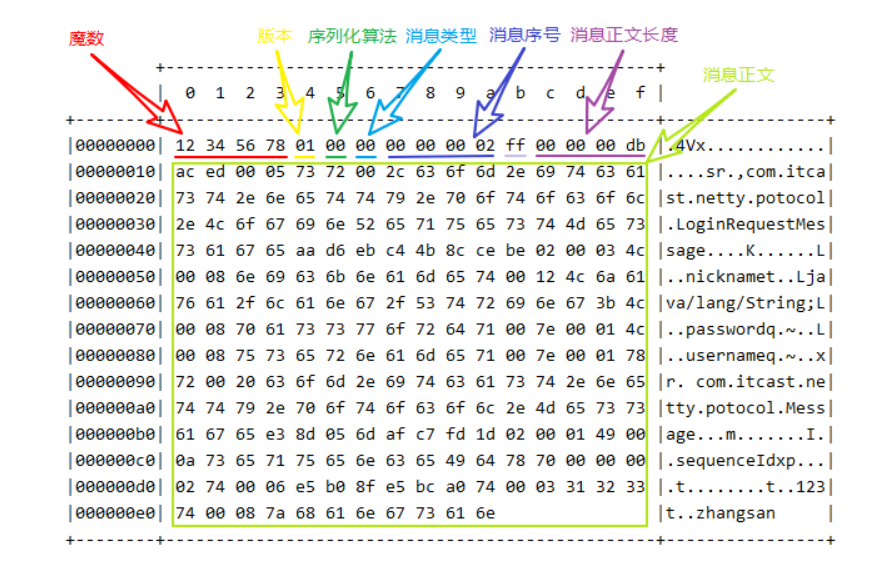 魔数 版本 序列化算法 消息类型 消息序号 消息正文长度
消息正文
+-------------------------------------------------+
| 0 1 2 3 4 5 6 7 8 9 a b c d e f |
+--------+-------------------------------------------------+----------------+
|00000000| 12 34 56 78 01 00 00 00 00 00 02 ff 00 00 00 db |.4Vx............|
|00000010| ac ed 00 05 73 72 00 2c 63 6f 6d 2e 69 74 63 61 |....sr.,com.itca|
|00000020| 73 74 2e 6e 65 74 74 79 2e 70 6f 74 6f 63 6f 6c |st.netty.potocol|
|00000030| 2e 4c 6f 67 69 6e 52 65 71 75 65 73 74 4d 65 73 |.LoginRequestMes|
|00000040| 73 61 67 65 aa d6 eb c4 4b 8c ce be 02 00 03 4c |sage....K......L|
|00000050| 00 08 6e 69 63 6b 6e 61 6d 65 74 00 12 4c 6a 61 |..nicknamet..Lja|
|00000060| 76 61 2f 6c 61 6e 67 2f 53 74 72 69 6e 67 3b 4c |va/lang/String;L|
|00000070| 00 08 70 61 73 73 77 6f 72 64 71 00 7e 00 01 4c |..passwordq.~..L|
|00000080| 00 08 75 73 65 72 6e 61 6d 65 71 00 7e 00 01 78 |..usernameq.~..x|
|00000090| 72 00 20 63 6f 6d 2e 69 74 63 61 73 74 2e 6e 65 |r. com.itcast.ne|
|000000a0| 74 74 79 2e 70 6f 74 6f 63 6f 6c 2e 4d 65 73 73 |tty.potocol.Mess|
|000000b0| 61 67 65 e3 8d 05 6d af c7 fd 1d 02 00 01 49 00 |age...m.......I.|
|000000c0| 0a 73 65 71 75 65 6e 63 65 49 64 78 70 00 00 00 |.sequenceIdxp...|
|000000d0| 02 74 00 06 e5 b0 8f e5 bc a0 74 00 03 31 32 33 |.t........t..123|
|000000e0| 74 00 08 7a 68 61 6e 67 73 61 6e |t..zhangsan |
+--------+-------------------------------------------------+----------------+